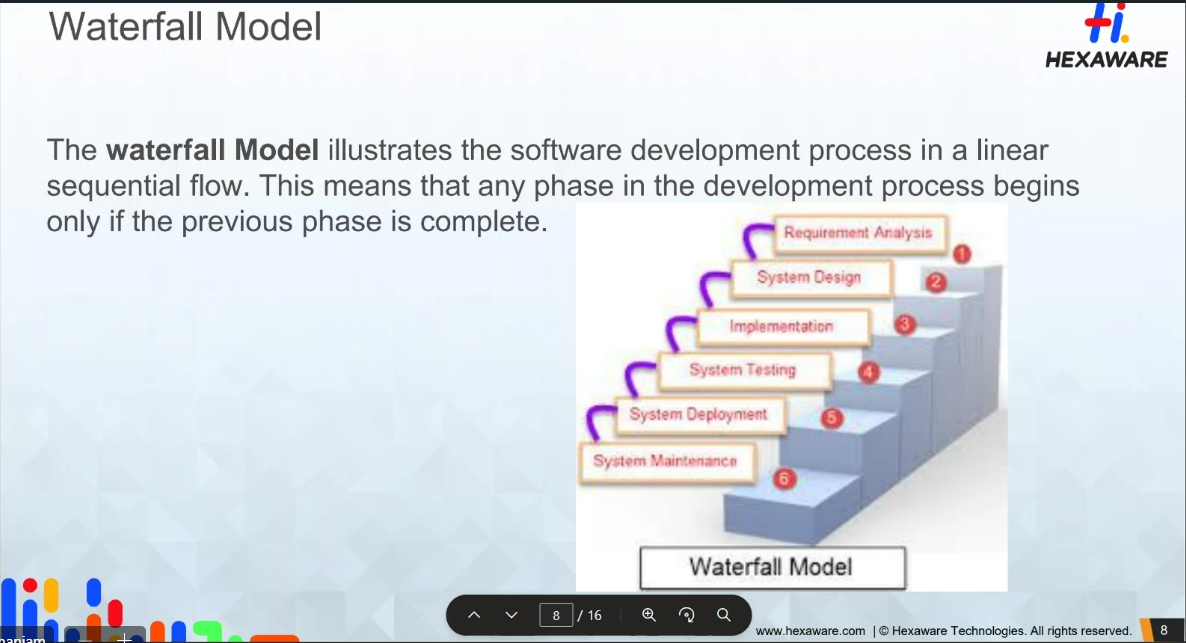 Waterfall Model
HEXAWARE
The waterfall Model illustrates the software development process in a linear
sequential flow. This means that any phase in the development process begins
only if the previous phase is complete.
Requirement Analysis
1
System Design
2
Implementation
3
System Testing
4
System Deployment
5
System Maintenance
6
Waterfall Model
8 / 16
www.hexaware.com | © Hexaware Technologies. All rights reserved. 8